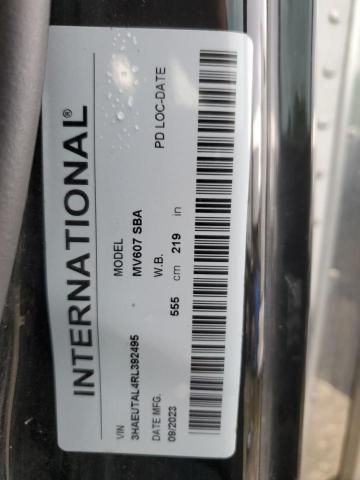 INTERNATIONAL®
VIN MODEL
3HAEUTAL4RL392495 MV607 SBA
DATE MFG. W.B. PD LOC-DATE
09/2023 555 cm 219 in